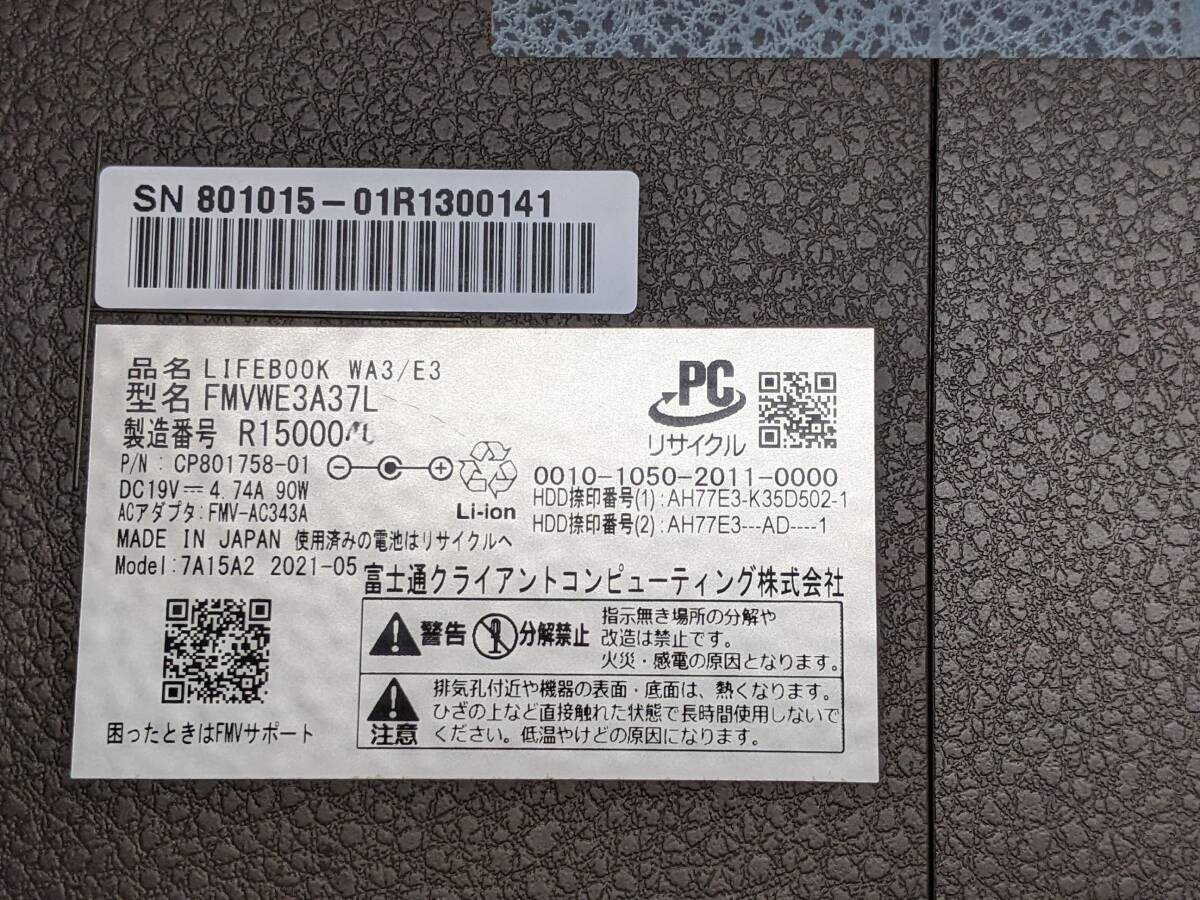 SN 801015-01R1300141
品名 LIFEBOOK WA3/E3
型名 FMVWE3A37L
製造番号 R15000
P/N : CP801758-01
DC19V 4.74A 90W
ACアダプタ: FMV-AC343A
MADE IN JAPAN 使用済みの電池はリサイクルへ
Model:7A15A2 2021-05
Li-ion
PC
リサイクル
0010-1050-2011-0000
HDD捺印番号(1):AH77E3-K35D502-1
HDD捺印番号(2):AH77E3---AD----1
富士通クライアントコンピューティング株式会社
警告 分解禁止
指示無き場所の分解や
改造は禁止です。
火災・感電の原因となります。
注意
排気孔付近や機器の表面・底面は、熱くなります。
ひざの上など直接触れた状態で長時間使用しないで
ください。低温やけどの原因になります。
困ったときはFMVサポート